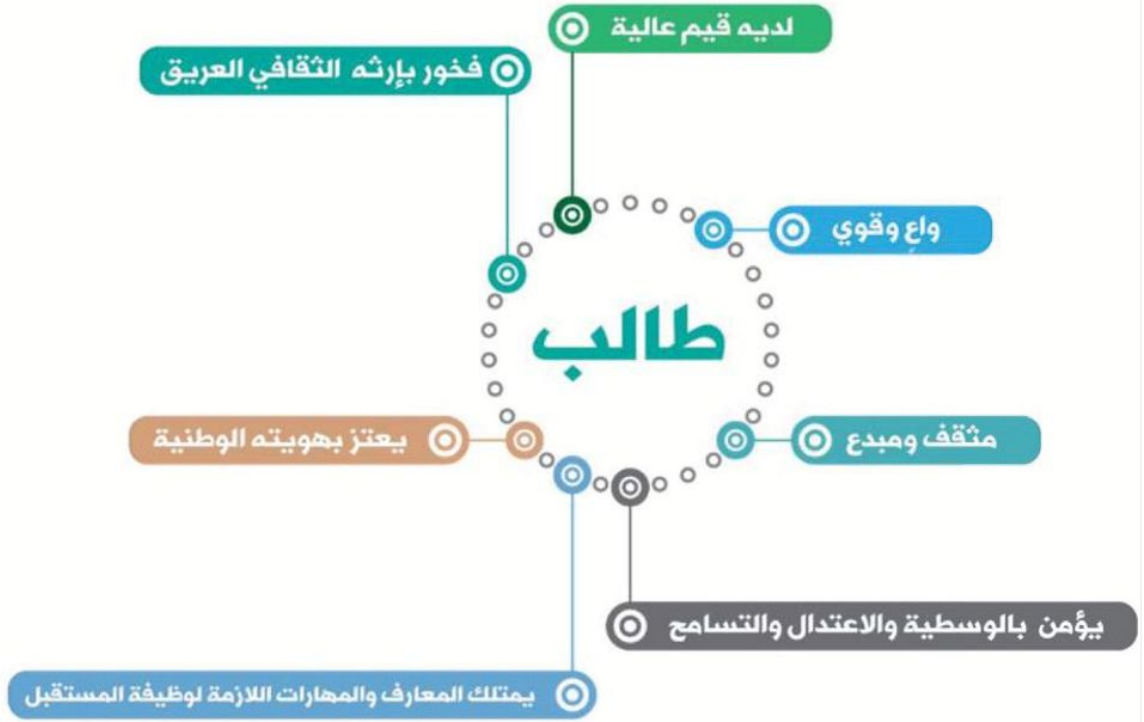 لديه قيم عالية
فخور بإرثه الثقافي العريق
واعٍ وقوي
طالب
يعتز بهويته الوطنية
مثقف ومبدع
يؤمن بالوسطية والاعتدال والتسامح
يمتلك المعارف والمهارات اللازمة لوظيفة المستقبل